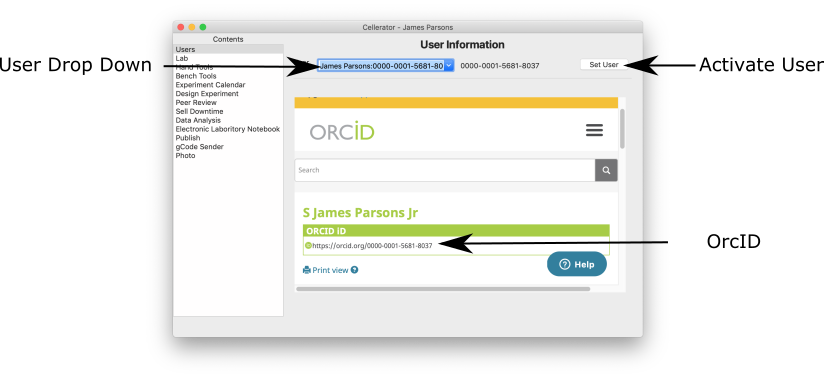 Cellerator - James Parsons
Contents
User Information
Users
Lab
Hand Tools
Bench Tools
Experiment Calendar
Design Experiment
Peer Review
Sell Downtime
Data Analysis
Electronic Laboritory Notebook
Publish
gCode Sender
Photo
User Drop Down
James Parsons:0000-0001-5681-80
0000-0001-5681-8037
Set User
Activate User
ORCiD
Search
S James Parsons Jr
ORCID iD
https://orcid.org/0000-0001-5681-8037
OrcID
Print view
Help